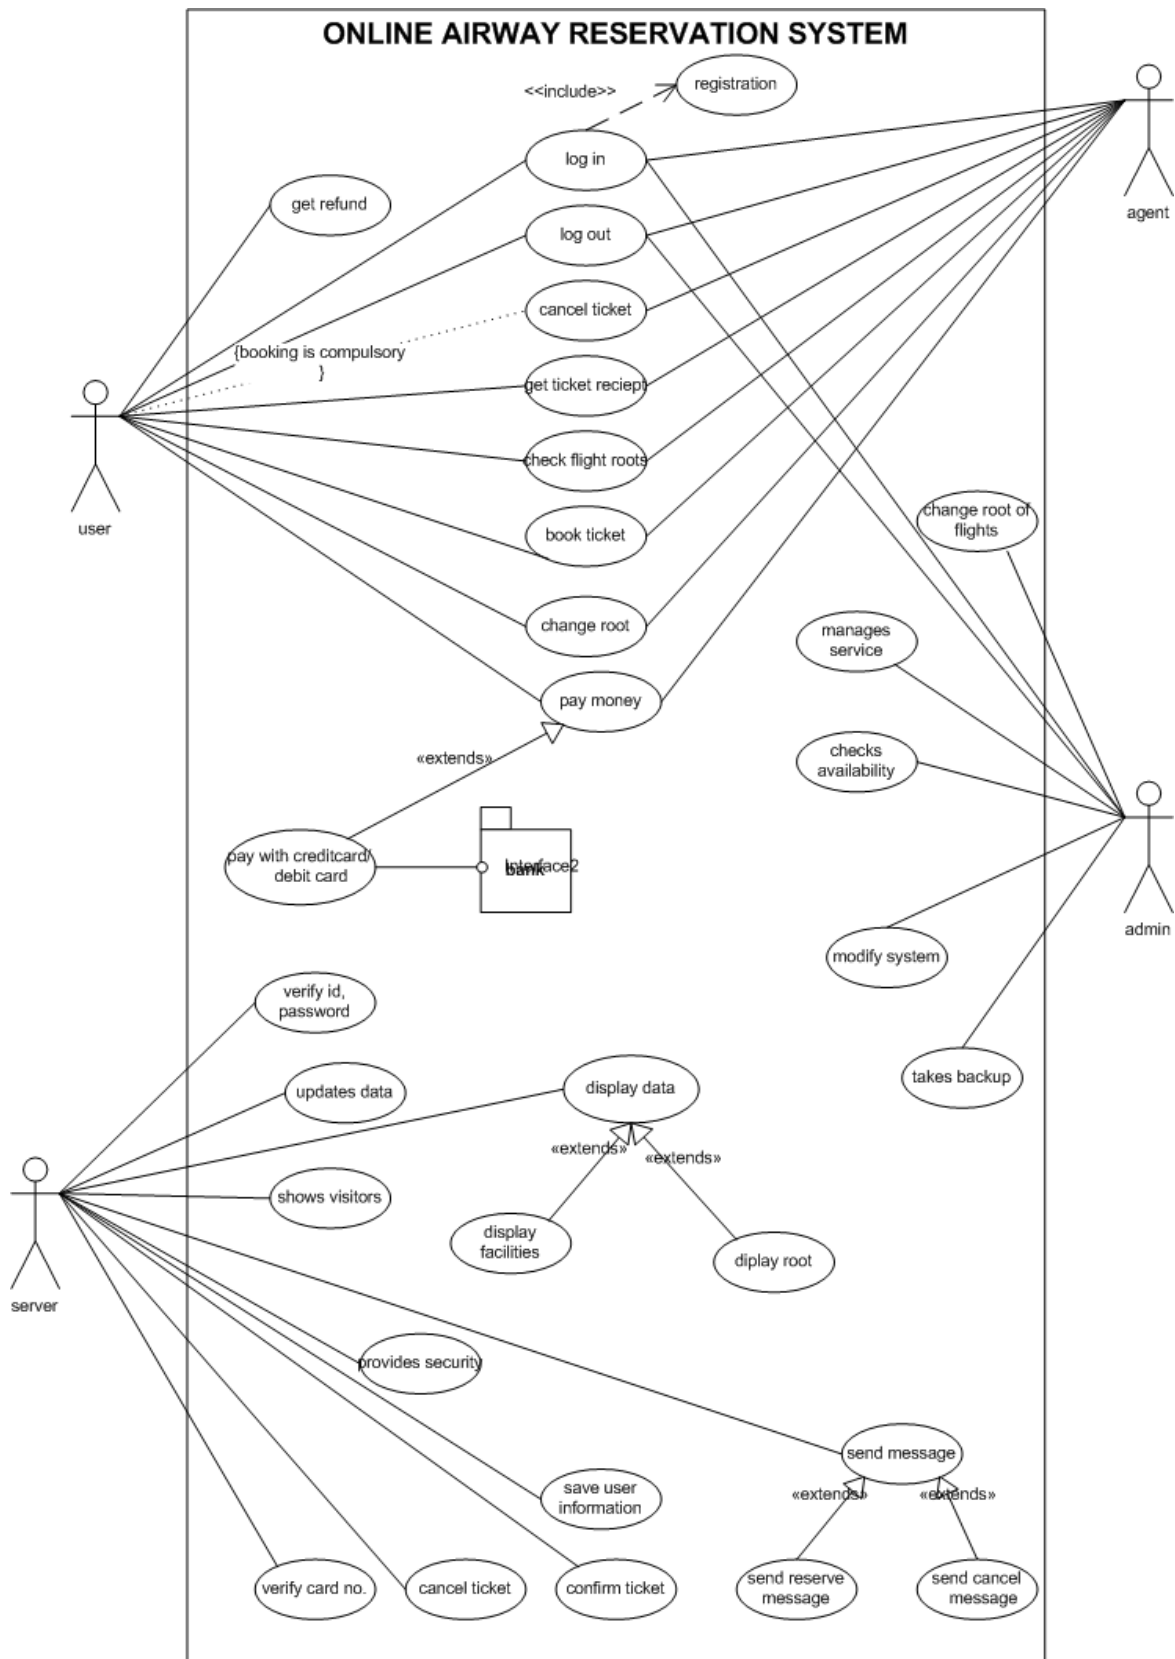 ONLINE AIRWAY RESERVATION SYSTEM
<<include>>
registration
log in
agent
get refund
log out
cancel ticket
{booking is compulsory
}
get ticket reciept
check flight roots
user
book ticket
change root of
flights
change root
manages
service
pay money
«extends»
checks
availability
pay with creditcard/
debit card
Interface2
bank
admin
modify system
verify id,
password
updates data
display data
takes backup
«extends»
«extends»
shows visitors
display
facilities
diplay root
server
provides security
send message
save user
information
«extends»
«extends»
verify card no.
cancel ticket
confirm ticket
send reserve
message
send cancel
message